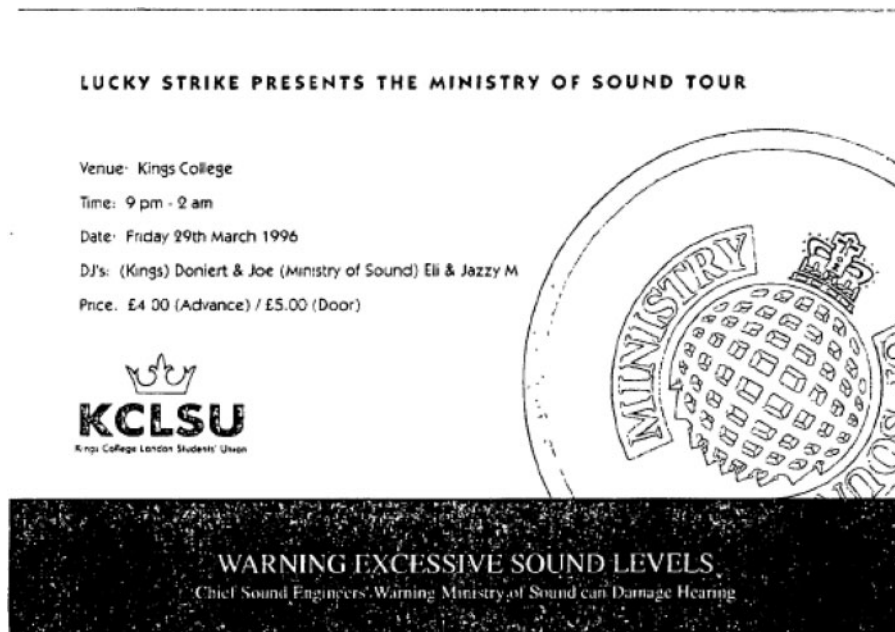 LUCKY STRIKE PRESENTS THE MINISTRY OF SOUND TOUR
Venue: Kings College
Time: 9 pm - 2 am
Date: Friday 29th March 1996
DJ's: (Kings) Doniert & Joe (Ministry of Sound) Eli & Jazzy M
Price. £4 00 (Advance) / £5.00 (Door)
MINISTRY
SOU
KCLSU
Kings College London Students' Union
WARNING EXCESSIVE SOUND LEVELS
Chief Sound Engineers' Warning Ministry of Sound can Damage Hearing